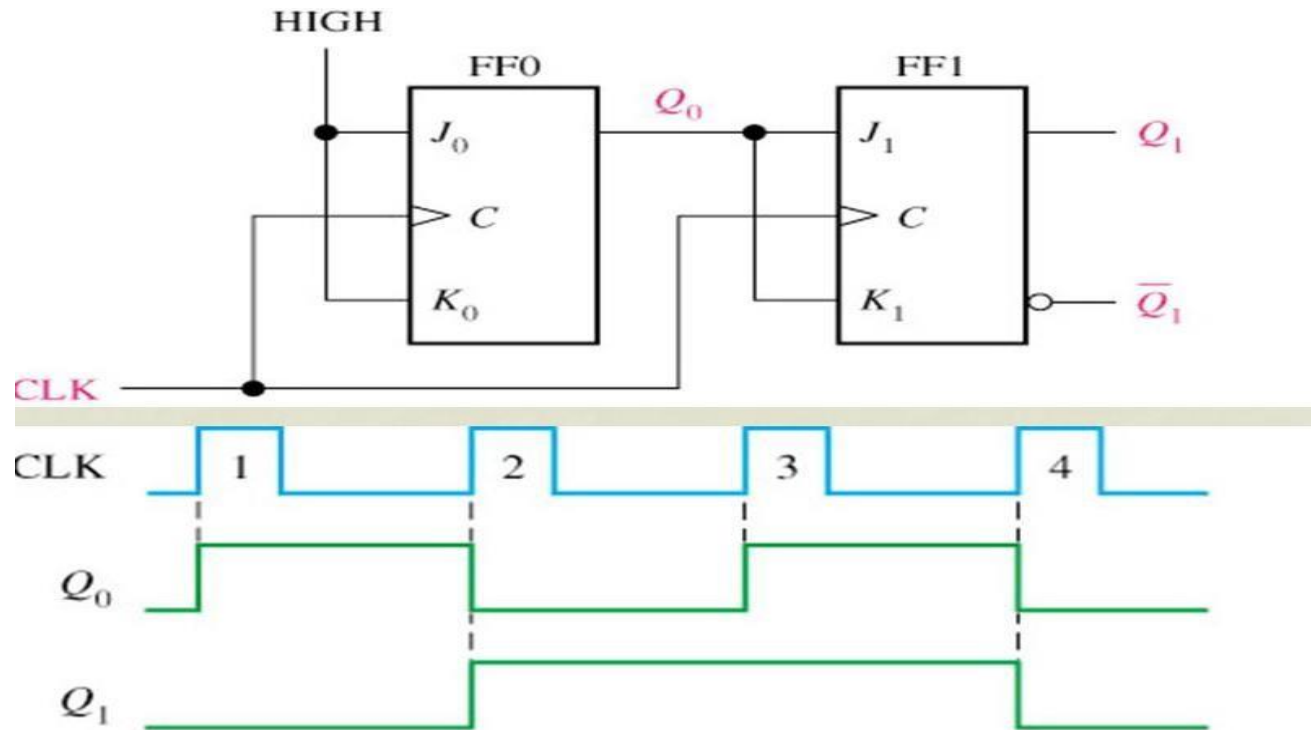 HIGH
FF0 FF1
Q₀
J₀ J₁ Q₁
C C
K₀ K₁ Q̅₁
CLK
CLK 1 2 3 4
Q₀
Q₁